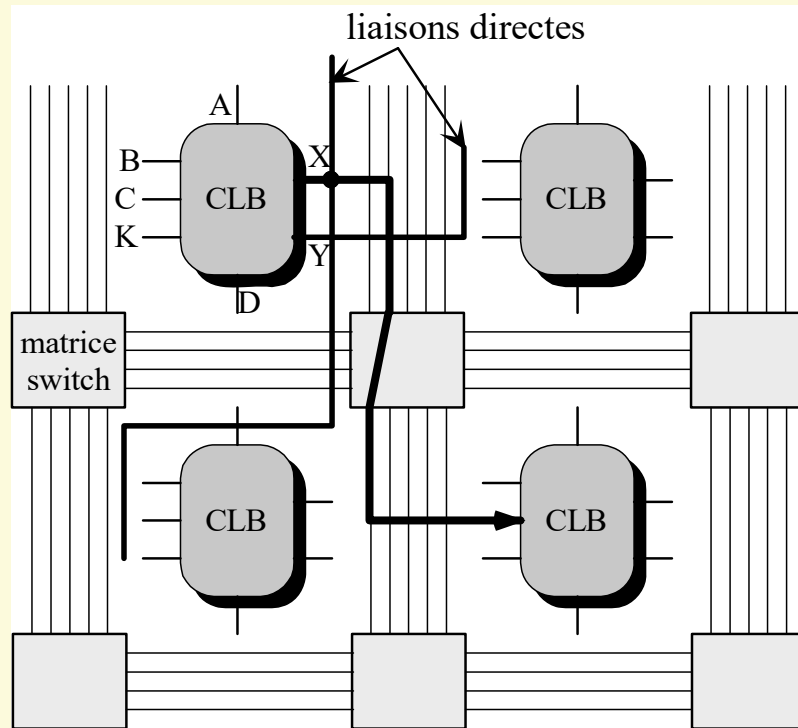 liaisons directes
A
B
X
C
CLB
CLB
K
Y
D
matrice
switch
CLB
CLB